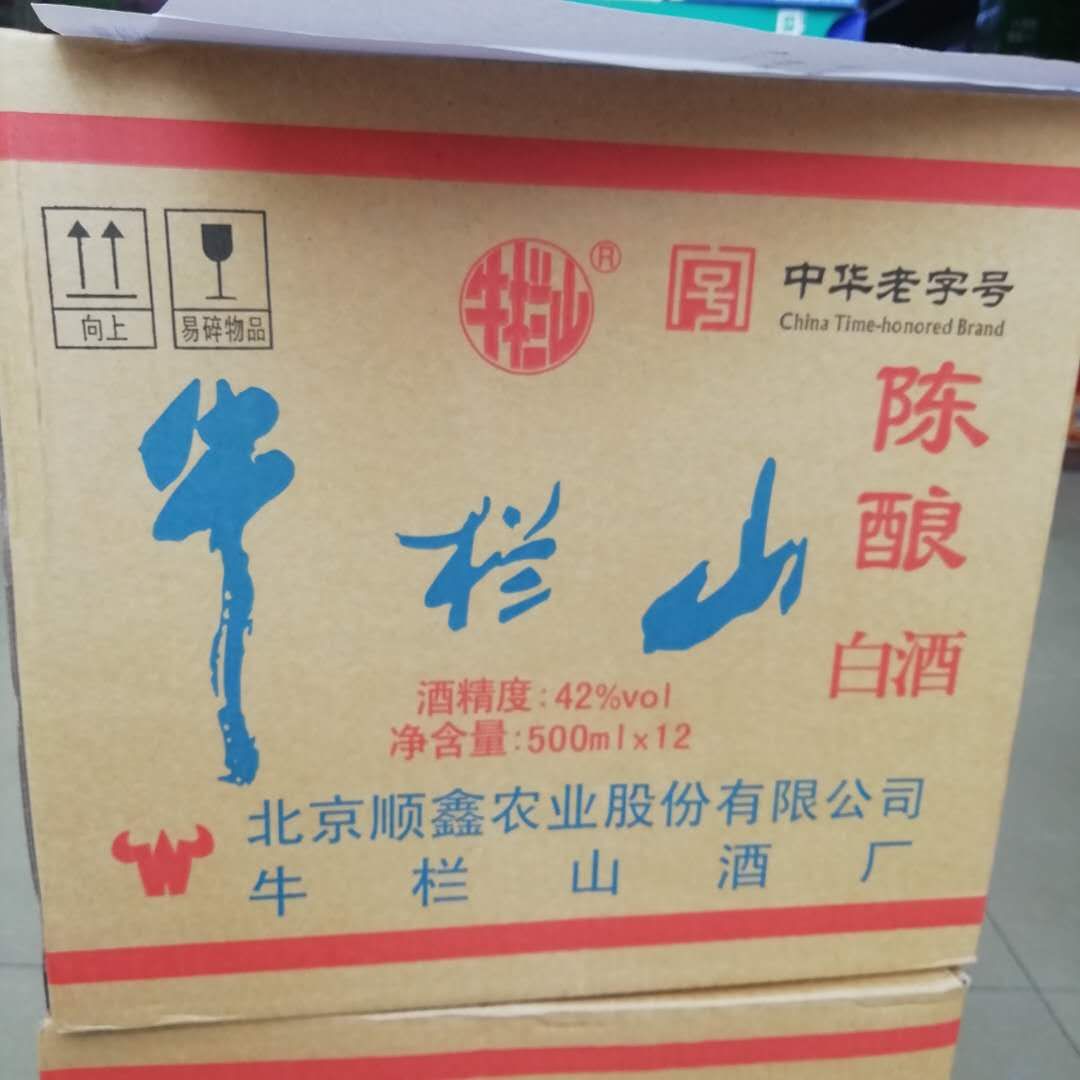 向上
易碎物品
牛栏山®
中华老字号
China Time-honored Brand
牛栏山
陈酿
白酒
酒精度:42%vol
净含量:500mlx12
北京顺鑫农业股份有限公司
牛栏山酒厂